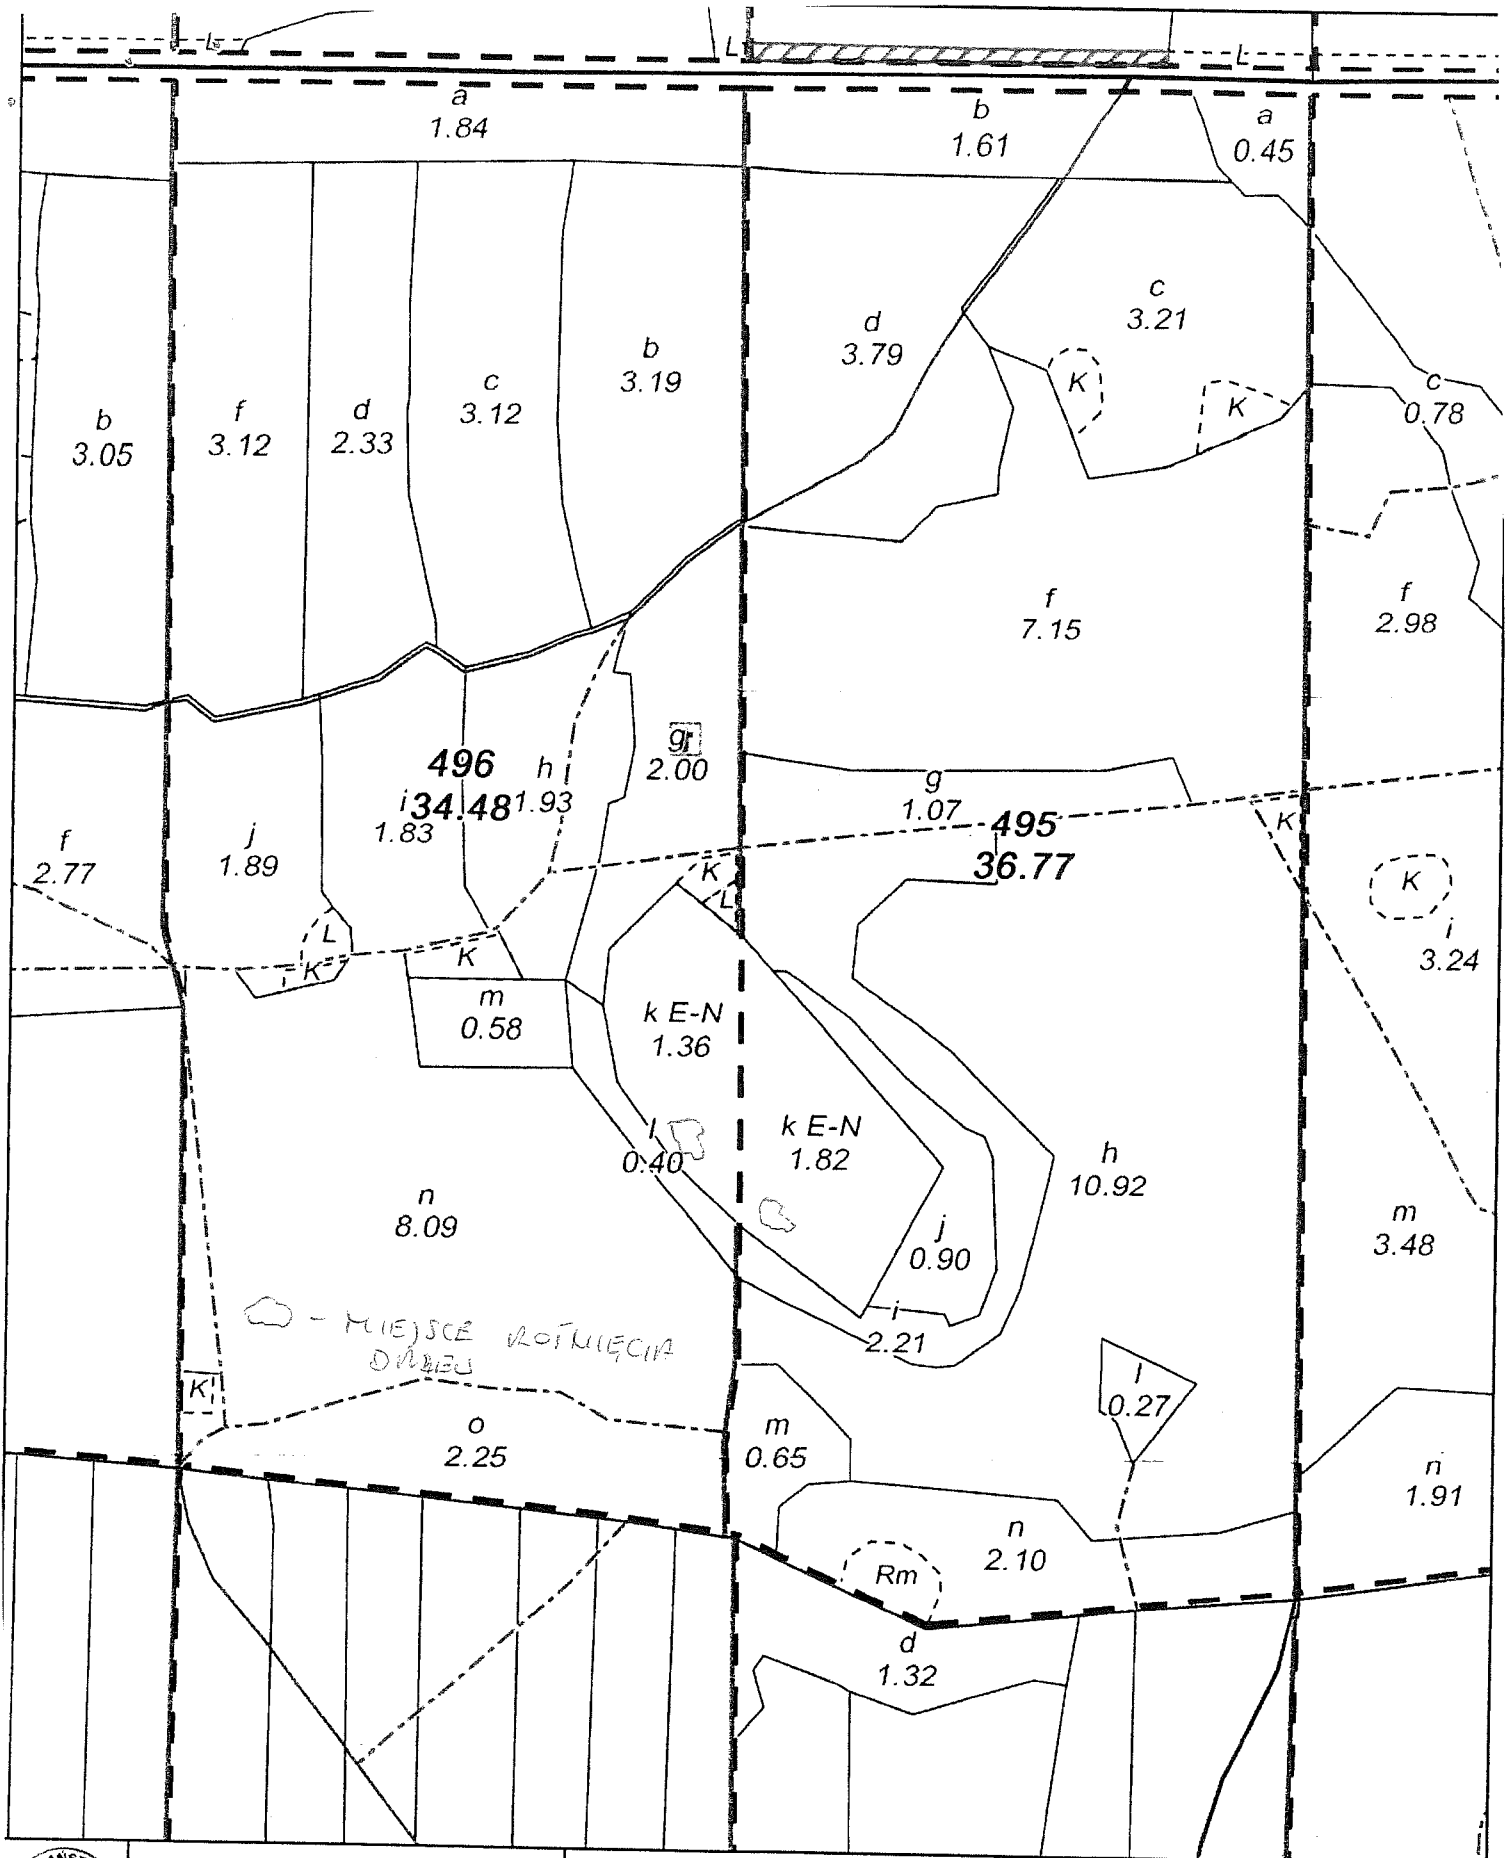 L
L
L
a
1.84
b
1.61
a
0.45
b
3.05
f
3.12
d
2.33
c
3.12
b
3.19
d
3.79
c
3.21
K
K
c
0.78
f
7.15
f
2.98
496
34.48
h
1.93
i
1.83
j
1.89
2.00
g
1.07
495
36.77
f
2.77
K
L
K
K
L
K
K
i
3.24
m
0.58
k E-N
1.36
k E-N
1.82
l
0.40
h
10.92
n
8.09
j
0.90
i
2.21
m
3.48
- MIEJSCE
K
o
2.25
m
0.65
l
0.27
n
1.91
n
2.10
Rm
d
1.32